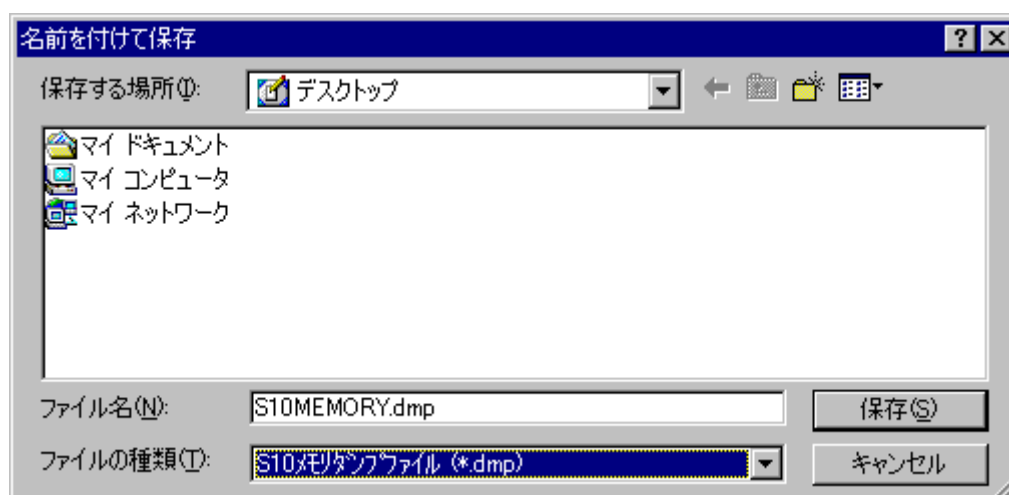 名前を付けて保存
保存する場所(I): デスクトップ
マイ ドキュメント
マイ コンピュータ
マイ ネットワーク
ファイル名(N): S10MEMORY.dmp 保存(S)
ファイルの種類(T): S10メモリダンプファイル (*.dmp) キャンセル